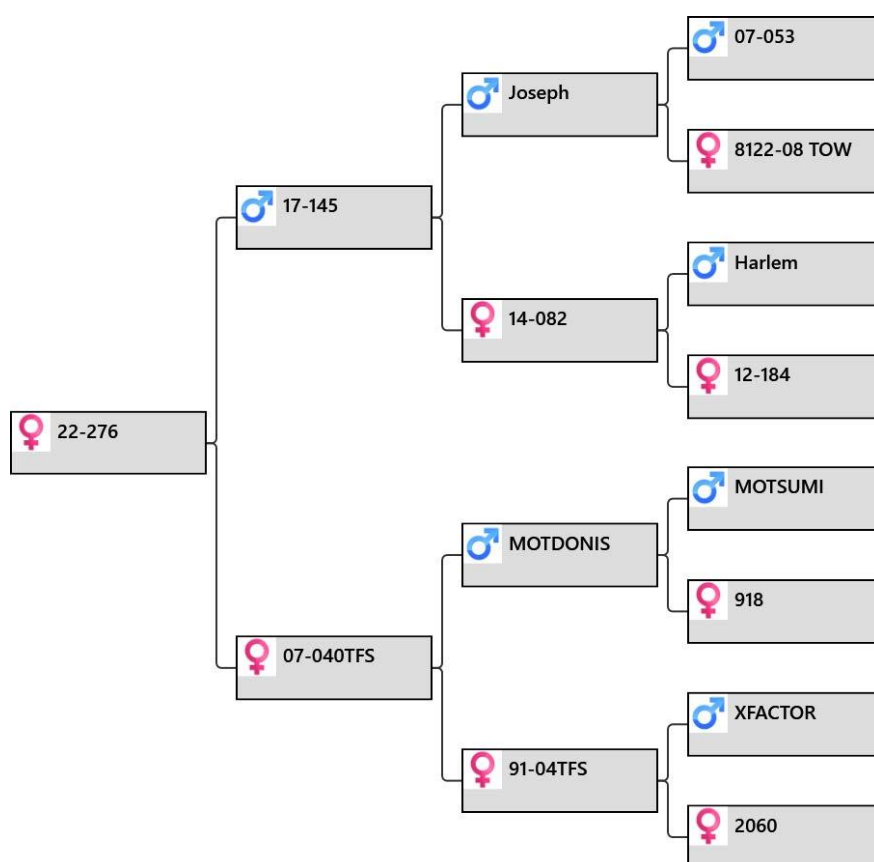 07-053
Joseph
8122-08 TOW
17-145
Harlem
14-082
12-184
22-276
MOTSUMI
MOTDONIS
918
07-040TFS
XFACTOR
91-04TFS
2060